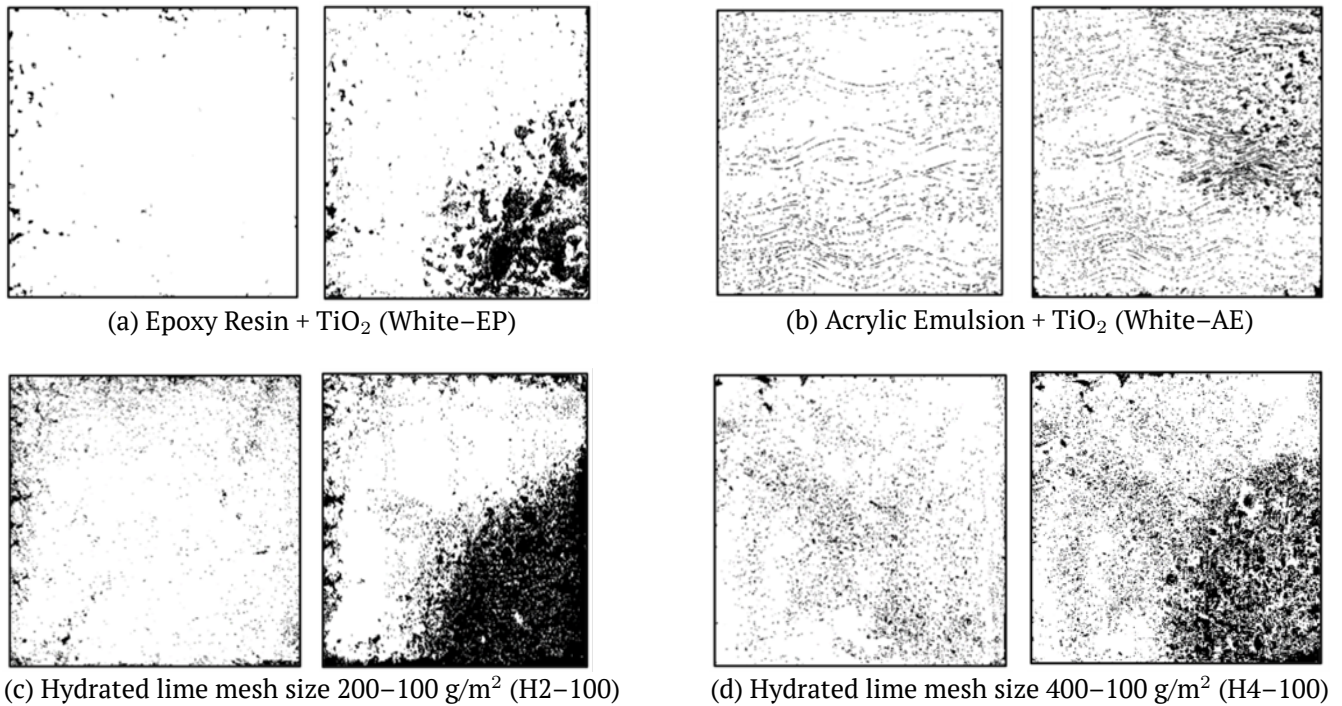 (a) Epoxy Resin + TiO₂ (White–EP)
(b) Acrylic Emulsion + TiO₂ (White–AE)
(c) Hydrated lime mesh size 200–100 g/m² (H2–100)
(d) Hydrated lime mesh size 400–100 g/m² (H4–100)